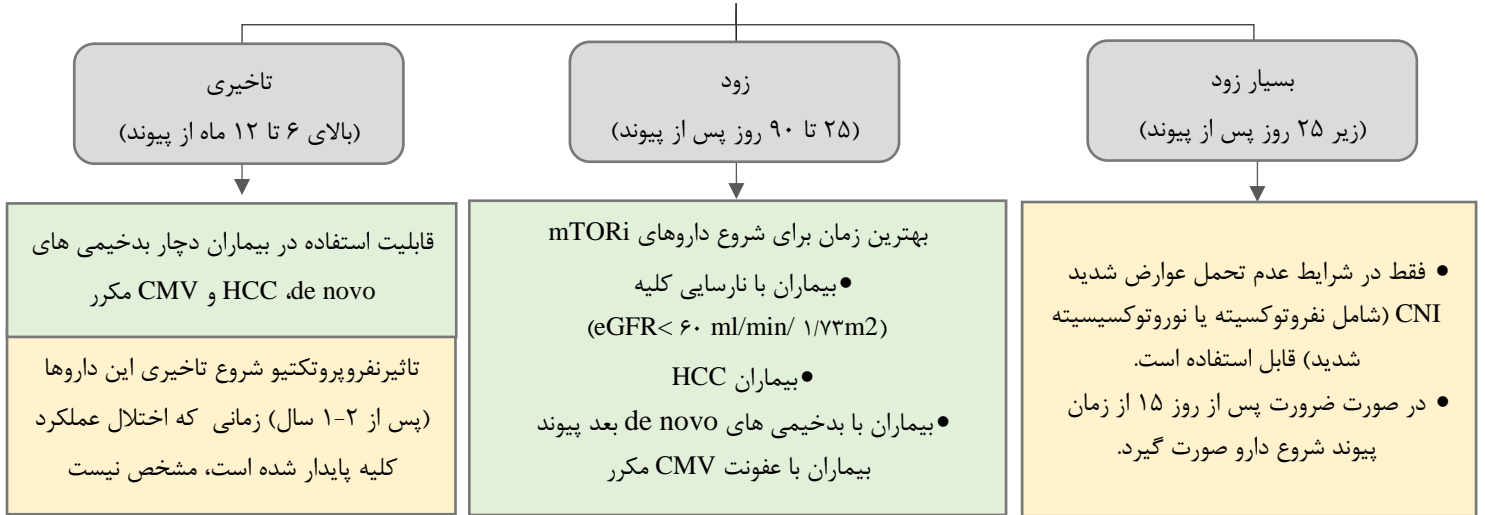 بسیار زود
(زیر ۲۵ روز پس از پیوند)
زود
(۲۵ تا ۹۰ روز پس از پیوند)
تاخیری
(بالای ۶ تا ۱۲ ماه از پیوند)
• فقط در شرایط عدم تحمل عوارض شدید
CNI (شامل نفروتوکسیته یا نوروتوکسیسیته
شدید) قابل استفاده است.
• در صورت ضرورت پس از روز ۱۵ از زمان
پیوند شروع دارو صورت گیرد.
بهترین زمان برای شروع داروهای mTORi
•بیماران با نارسایی کلیه
(eGFR< ۶۰ ml/min/ ۱/۷۳m2)
•بیماران HCC
•بیماران با بدخیمی های de novo بعد پیوند
بیماران با عفونت CMV مکرر
قابلیت استفاده در بیماران دچار بدخیمی های
de novo، HCC و CMV مکرر
تاثیرنفروپروتکتیو شروع تاخیری این داروها
(پس از ۲-۱ سال) زمانی که اختلال عملکرد
کلیه پایدار شده است، مشخص نیست